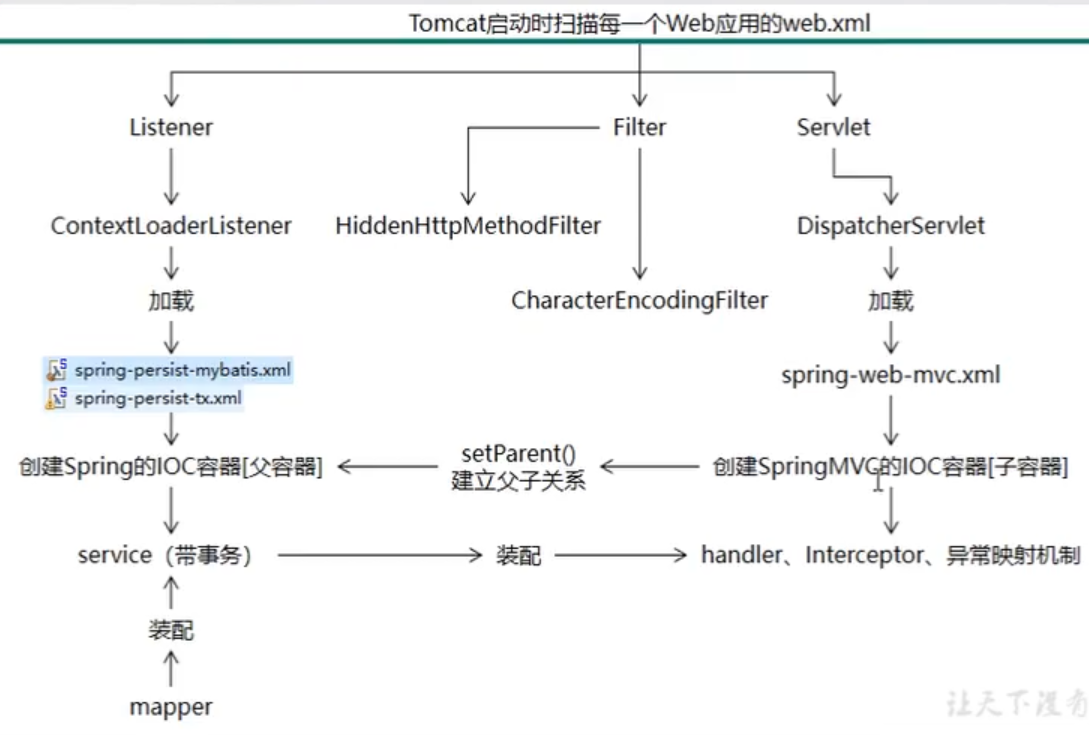 Tomcat启动时扫描每一个Web应用的web.xml
Listener
Filter
Servlet
ContextLoaderListener
HiddenHttpMethodFilter
DispatcherServlet
加载
CharacterEncodingFilter
加载
spring-persist-mybatis.xml
spring-persist-tx.xml
spring-web-mvc.xml
创建Spring的IOC容器[父容器]
setParent()
建立父子关系
创建SpringMVC的IOC容器[子容器]
service（带事务）
装配
handler、Interceptor、异常映射机制
装配
mapper
让天下没有